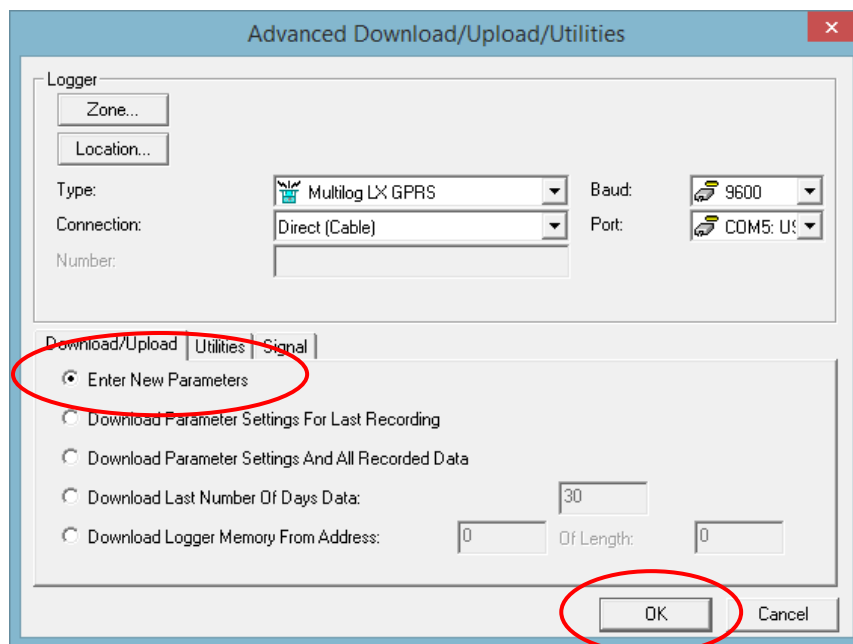 Advanced Download/Upload/Utilities
Logger
Zone...
Location...
Type: Multilog LX GPRS Baud: 9600
Connection: Direct (Cable) Port: COM5: US
Number:
Download/Upload Utilities Signal
Enter New Parameters
Download Parameter Settings For Last Recording
Download Parameter Settings And All Recorded Data
Download Last Number Of Days Data: 30
Download Logger Memory From Address: 0 Of Length: 0
OK Cancel